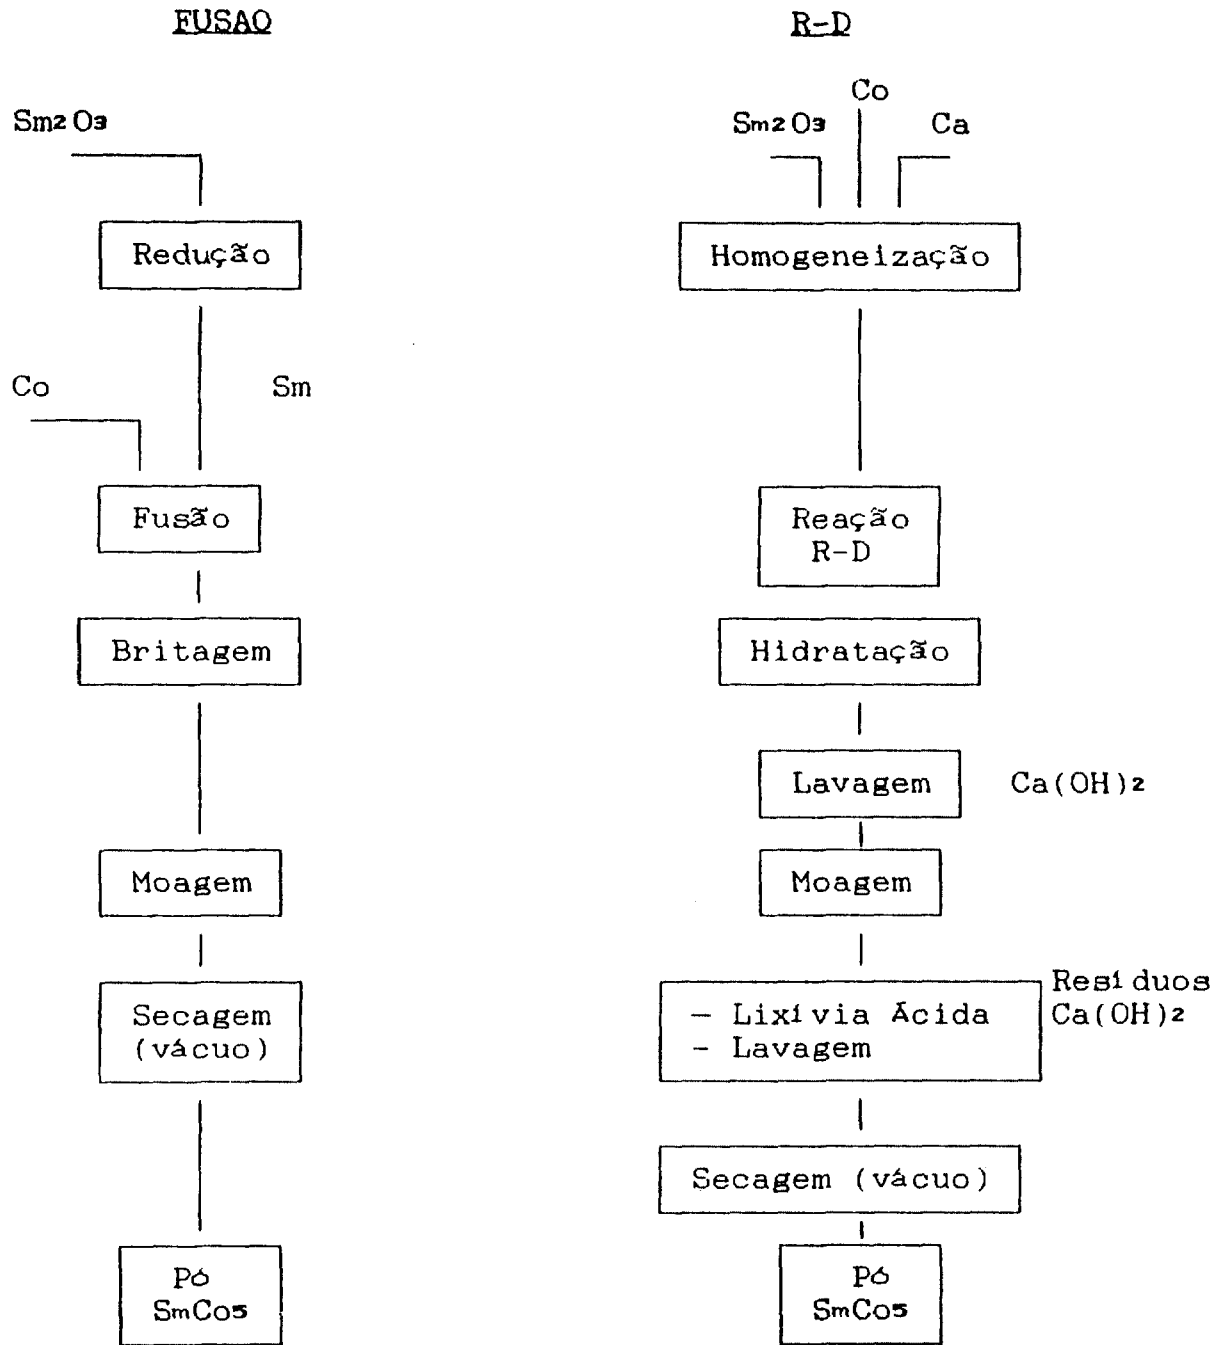 FUSAO
Sm2O3
Redução
Co
Sm
Fusão
Britagem
Moagem
Secagem
(vácuo)
Pó
SmCo5
R-D
Co
Sm2O3
Ca
Homogeneização
Reação
R-D
Hidratação
Lavagem
Ca(OH)2
Moagem
- Lixívia Ácida
- Lavagem
Resíduos
Ca(OH)2
Secagem (vácuo)
Pó
SmCo5